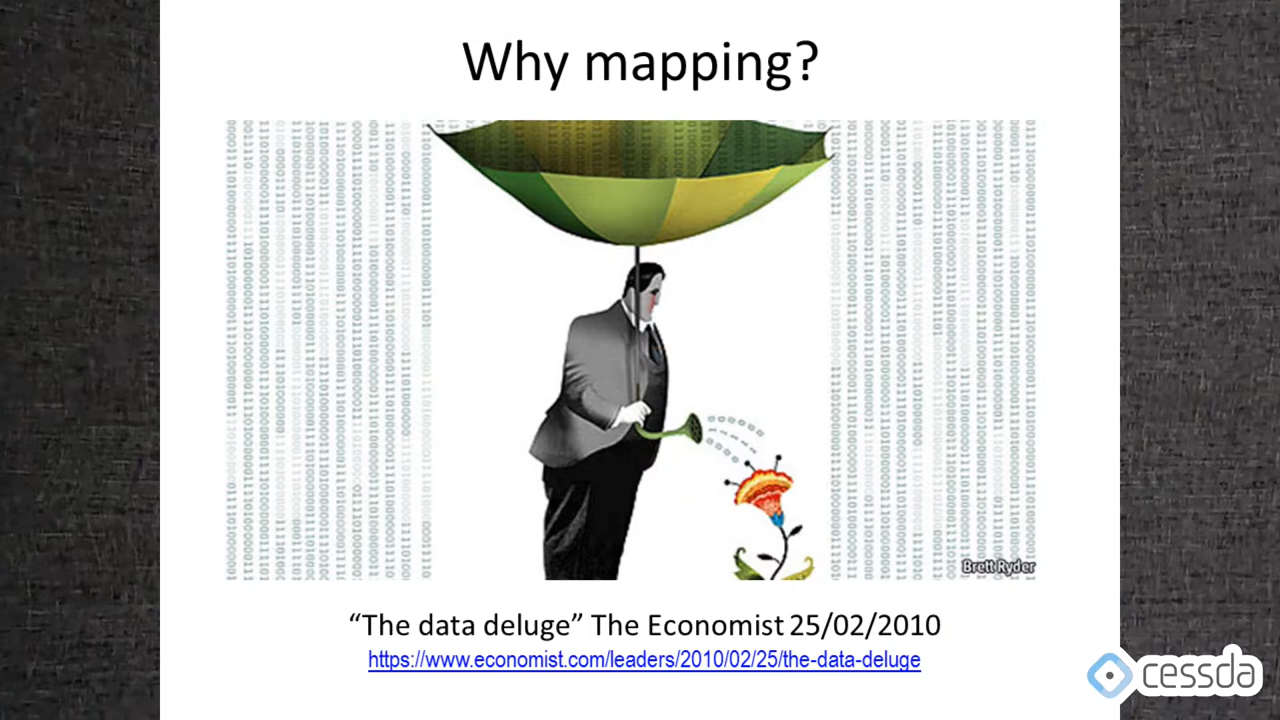 Why mapping?
Brett Ryder
“The data deluge” The Economist 25/02/2010
https://www.economist.com/leaders/2010/02/25/the-data-deluge
cessda